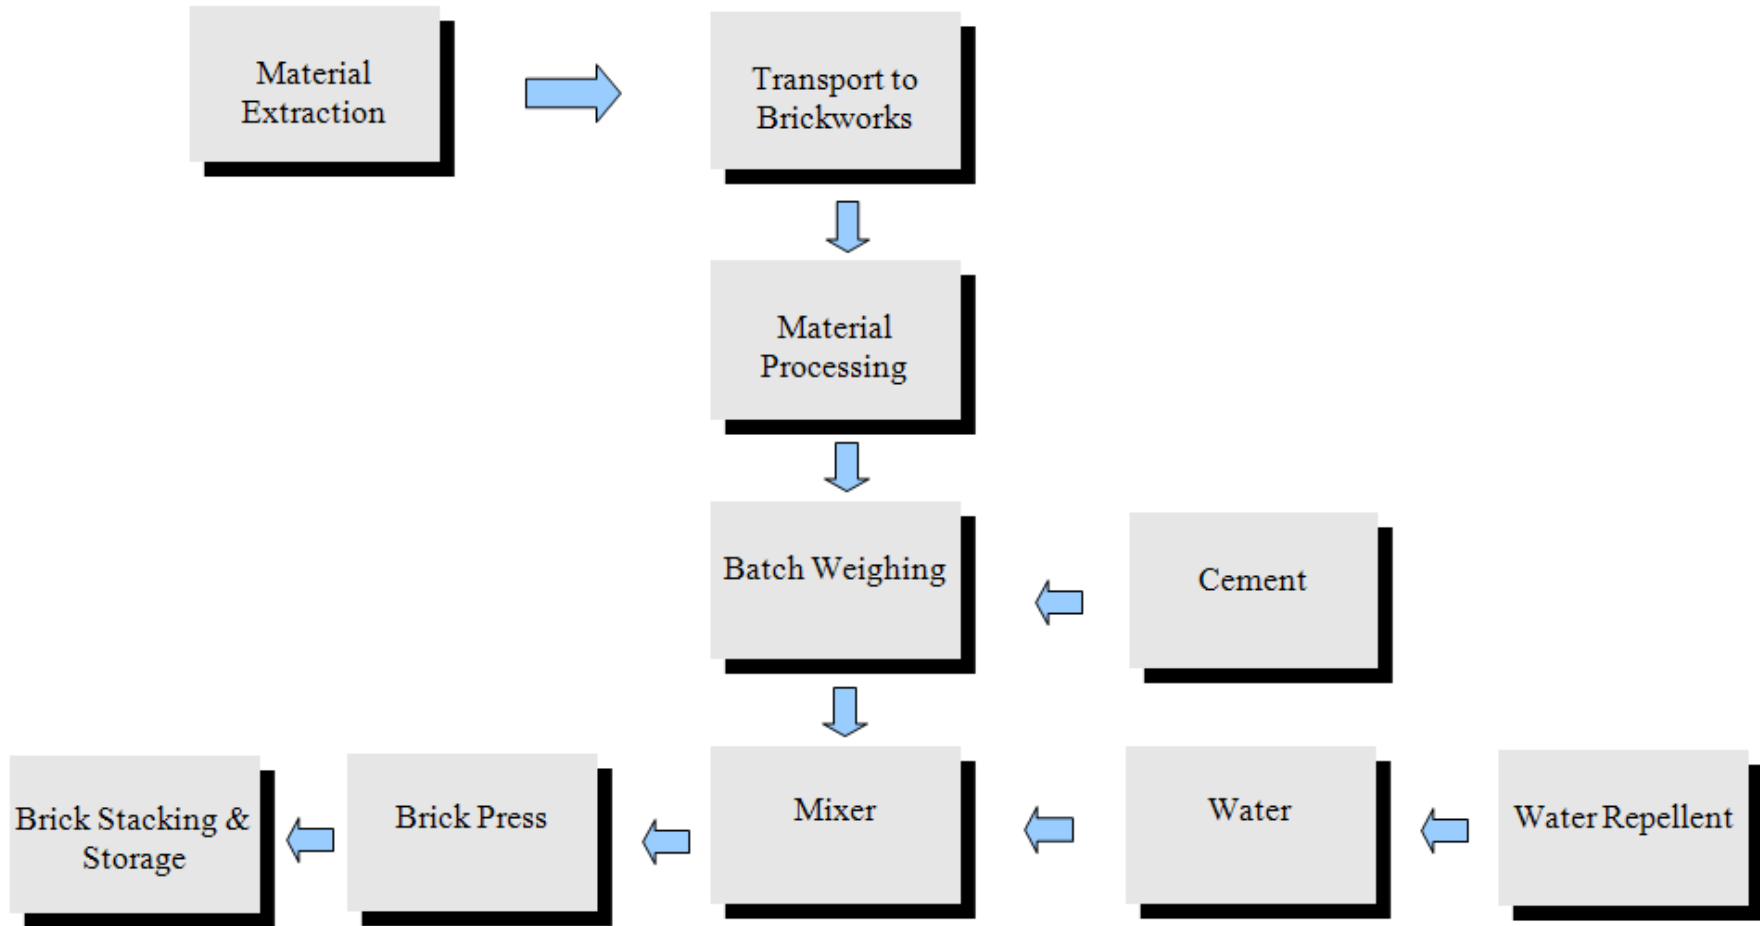 Material
Extraction
Transport to
Brickworks
Material
Processing
Batch Weighing
Cement
Brick Stacking &
Storage
Brick Press
Mixer
Water
Water Repellent